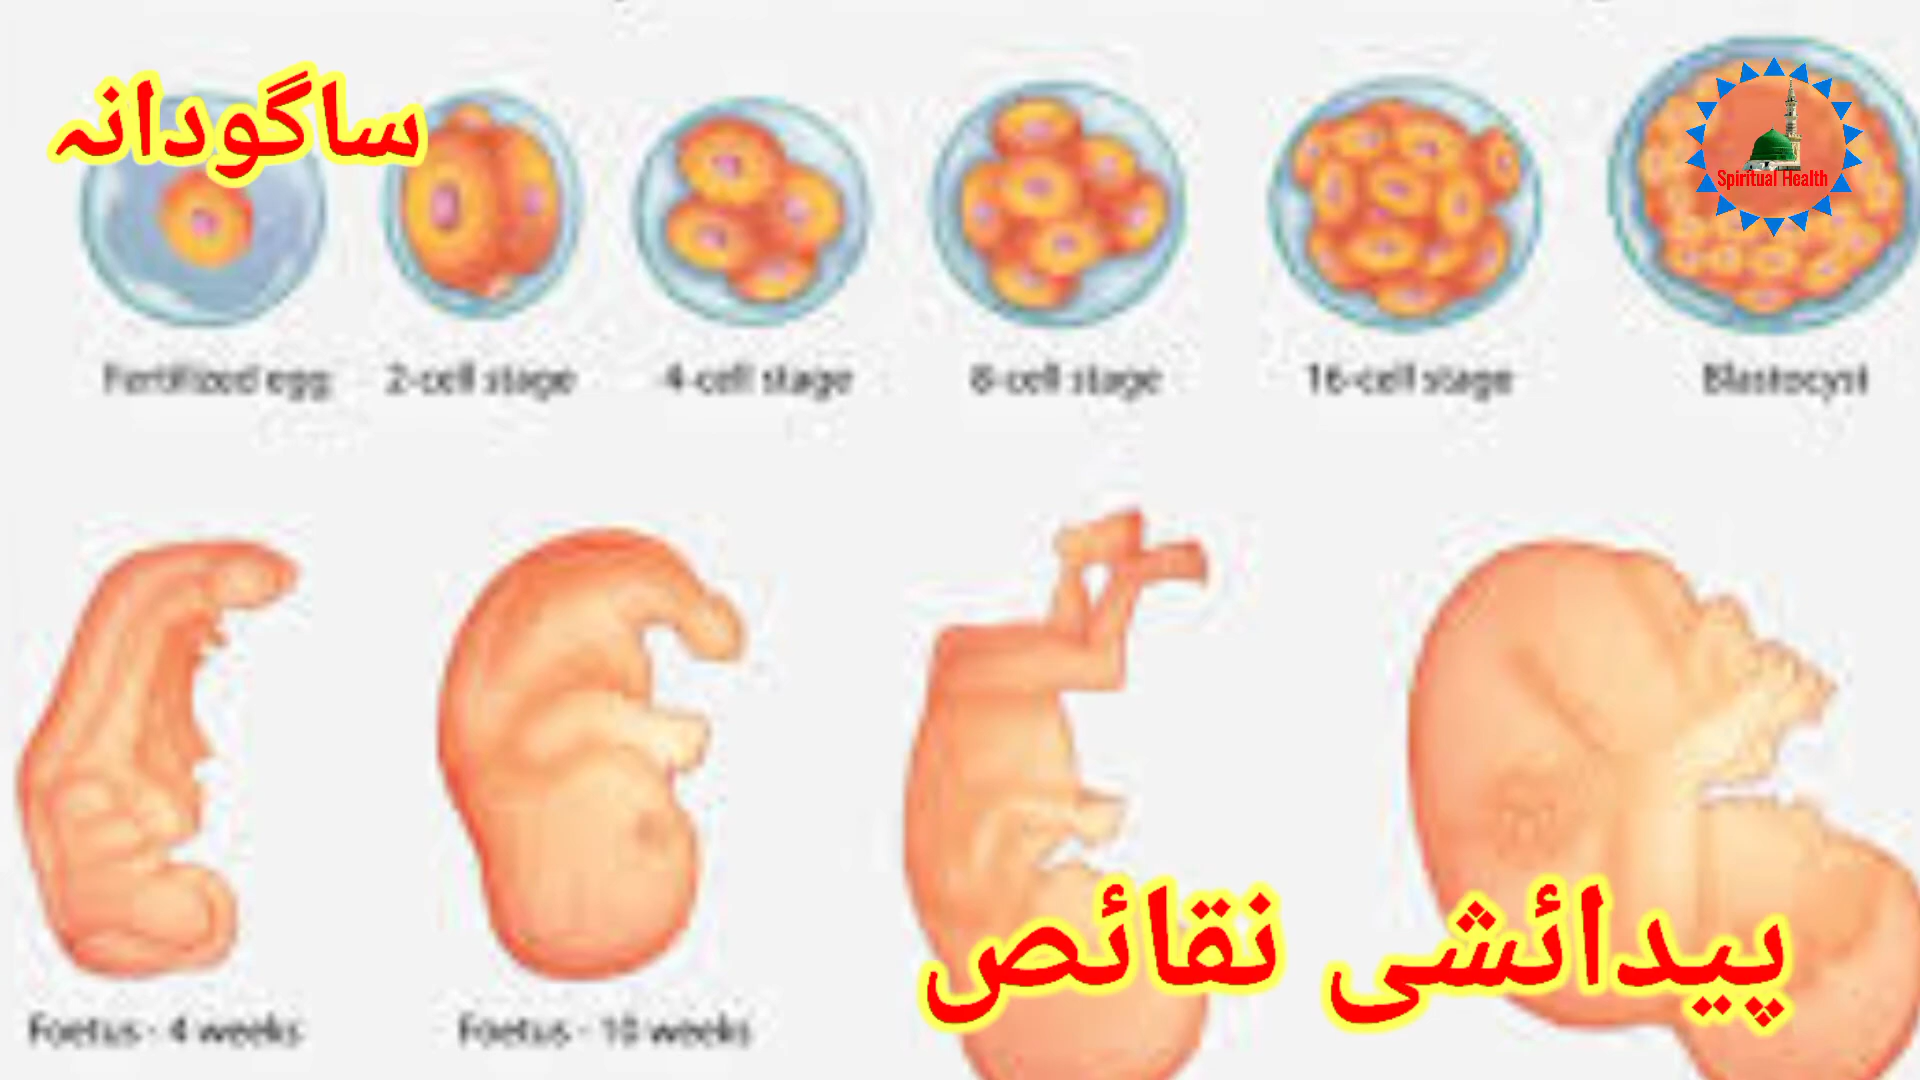 ساگودانہ
Spiritual Health
Fertilized egg
2-cell stage
4-cell stage
8-cell stage
16-cell stage
Blastocyst
پیدائشی نقائص
Foetus - 4 weeks
Foetus - 10 weeks